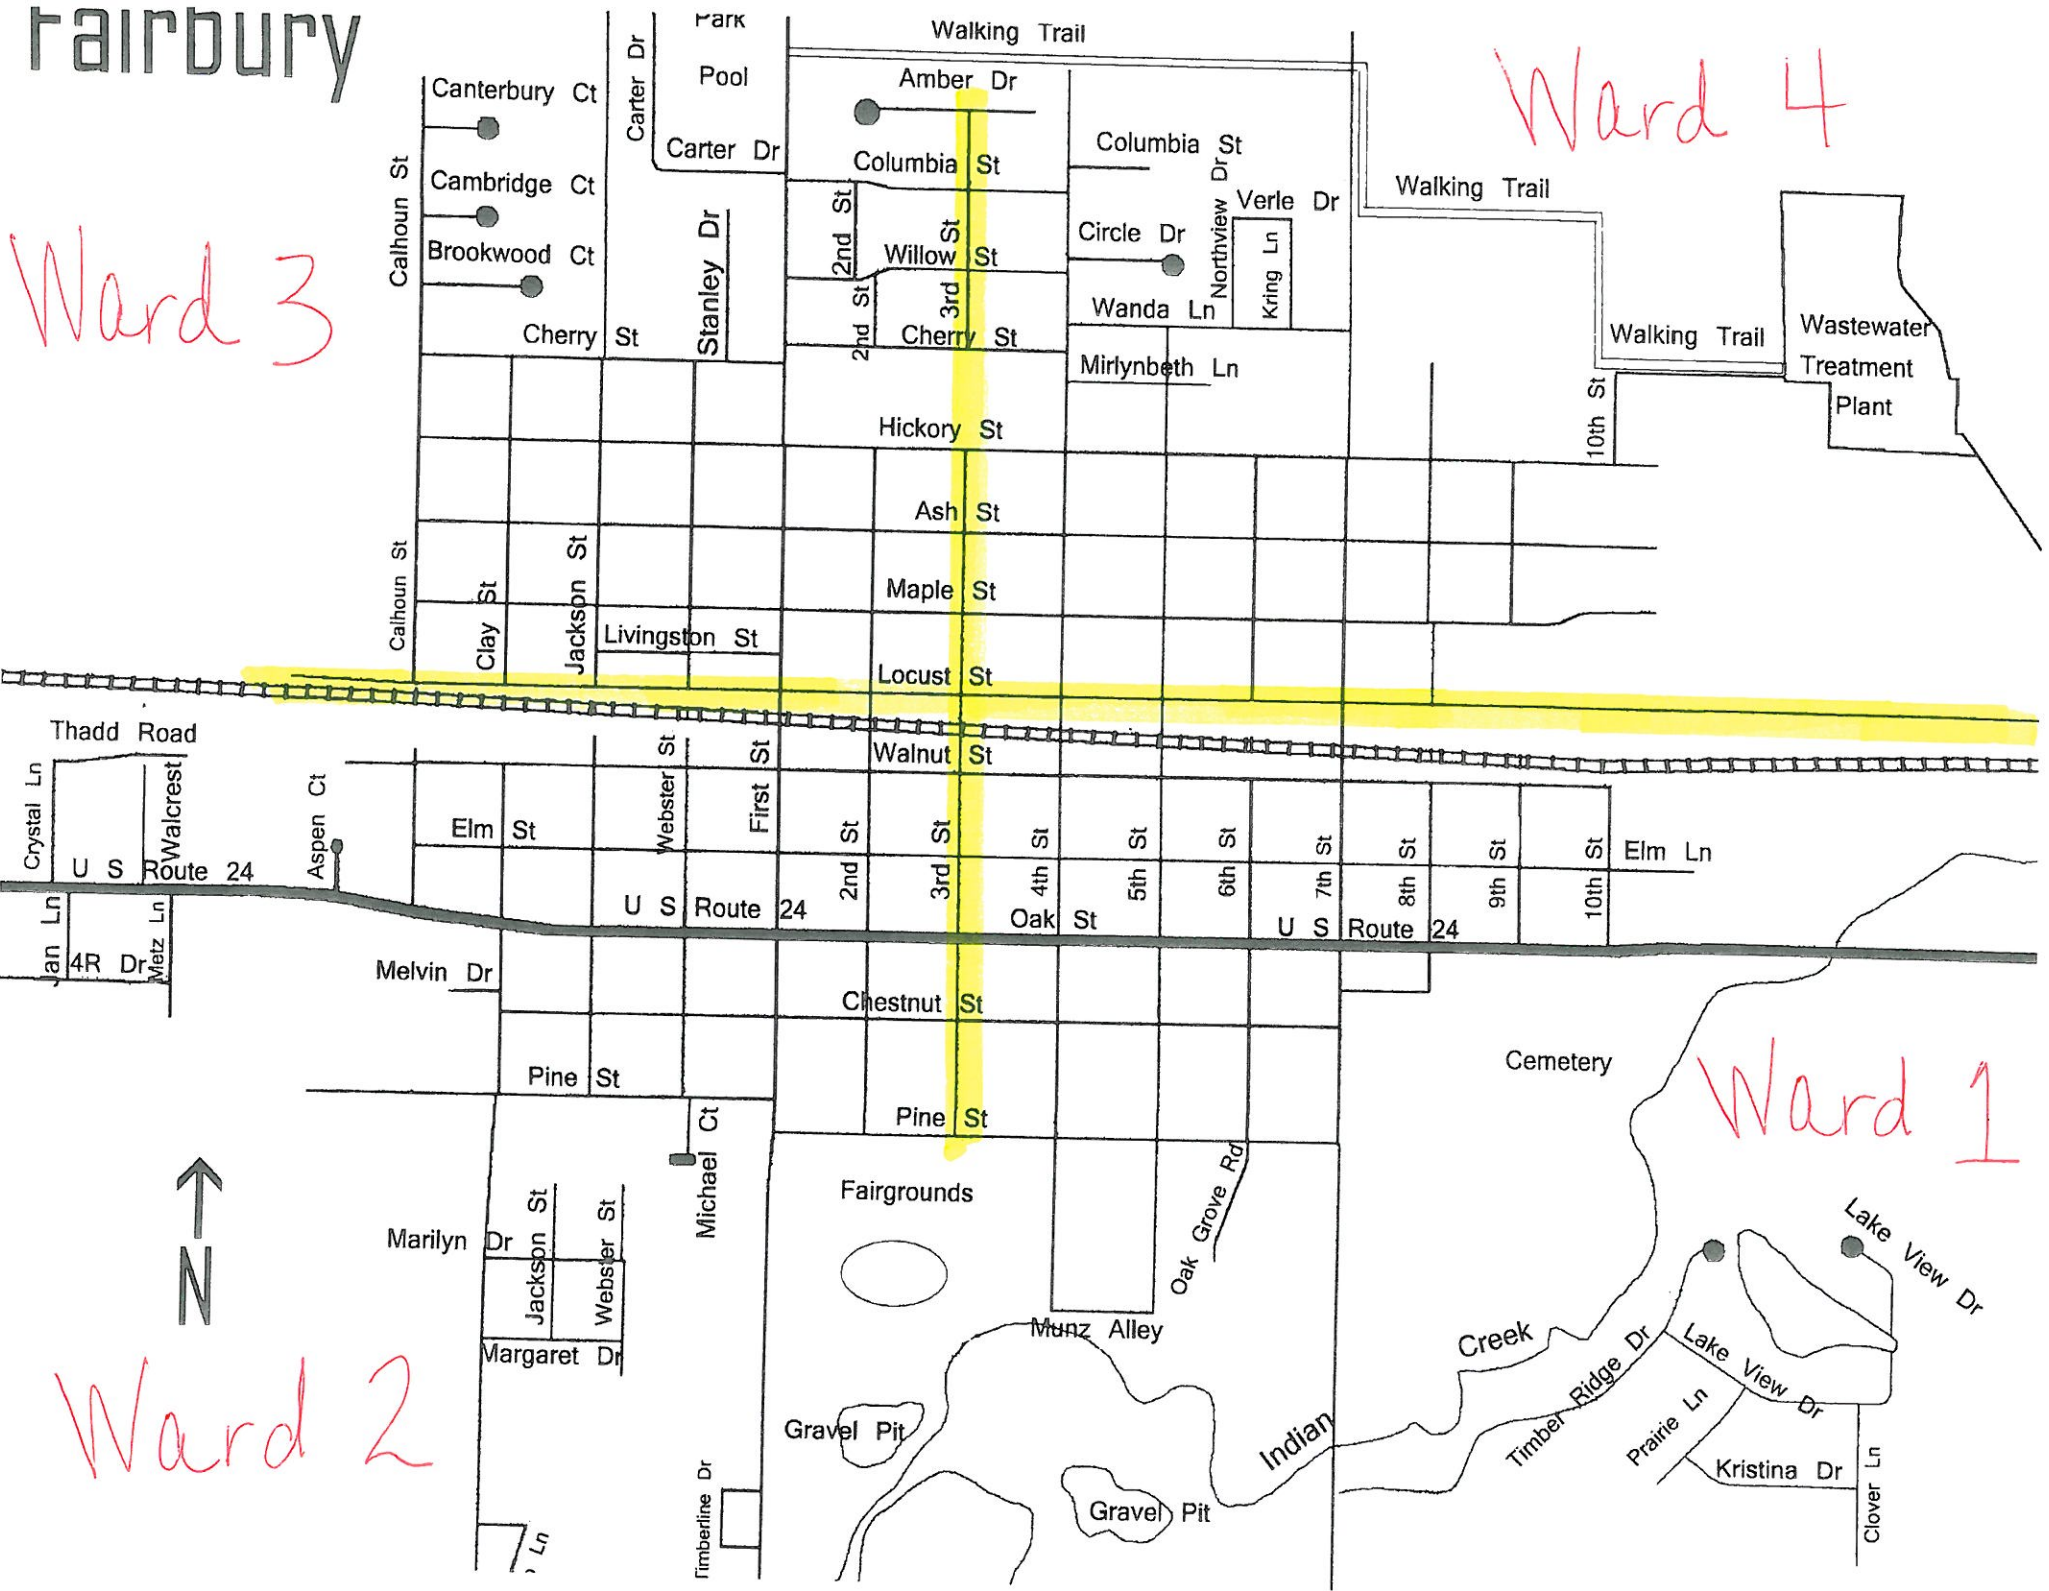 Fairbury
Park
Pool
Carter Dr
Carter Dr
Walking Trail
Amber Dr
Ward 4
Canterbury Ct
Columbia St
Columbia St
Calhoun St
Cambridge Ct
2nd St
Northview Dr
Verle Dr
Walking Trail
Ward 3
Brookwood Ct
Stanley Dr
Willow St
3rd St
Circle Dr
Kring Ln
2nd St
Wanda Ln
Cherry St
Cherry St
Walking Trail
Wastewater
Treatment
Plant
Mirlynbeth Ln
10th St
Hickory St
Ash St
Calhoun St
Clay St
Jackson St
Maple St
Livingston St
Locust St
Thadd Road
Walnut St
Crystal Ln
Walcrest
Aspen Ct
Elm St
Webster St
First St
2nd St
3rd St
4th St
5th St
6th St
7th St
8th St
9th St
10th St
Elm Ln
U S Route 24
U S Route 24
Oak St
U S Route 24
Jan Ln
4R Dr
Metz Ln
Melvin Dr
Chestnut St
Cemetery
Pine St
Pine St
Ward 1
Michael Ct
Fairgrounds
Oak Grove Rd
N
Marilyn Dr
Jackson St
Webster St
Lake View Dr
Munz Alley
Margaret Dr
Creek
Timber Ridge Dr
Lake View Dr
Ward 2
Gravel Pit
Indian
Prairie Ln
Kristina Dr
Clover Ln
Timberline Dr
Gravel Pit
Ln